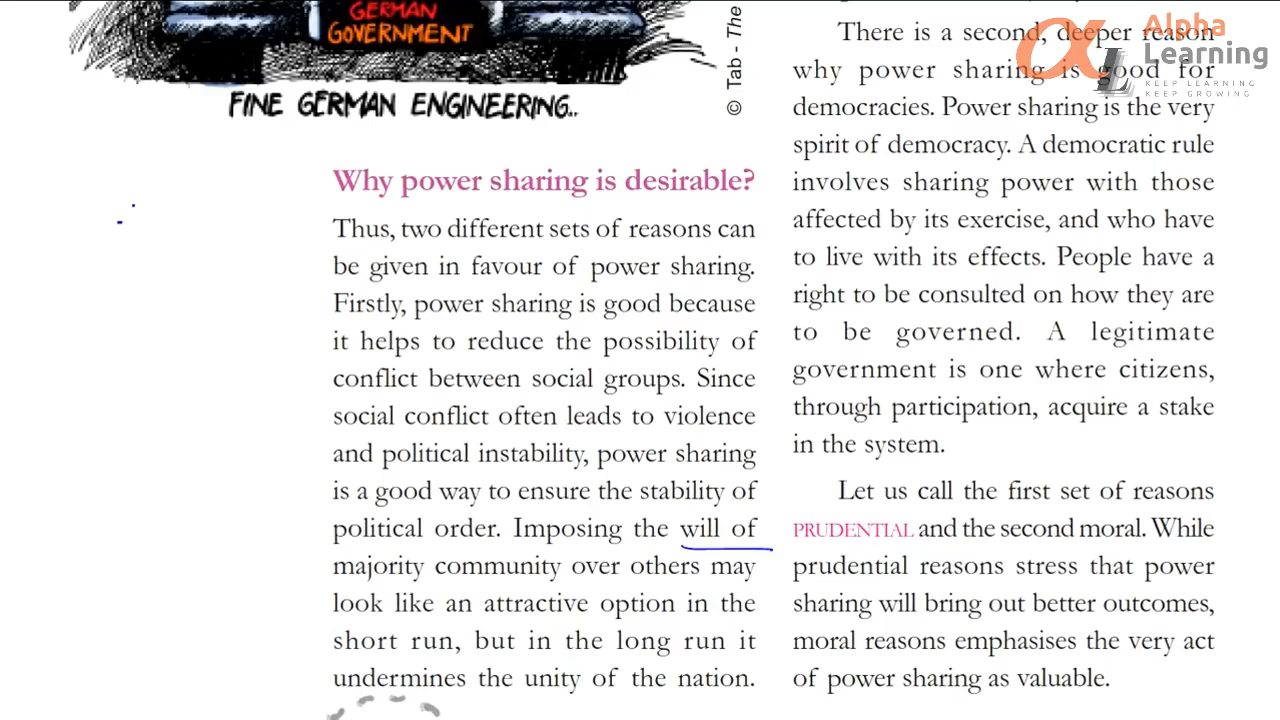 GERMAN
GOVERNMENT
FINE GERMAN ENGINEERING..
© Tab - The
Why power sharing is desirable?
Thus, two different sets of reasons can
be given in favour of power sharing.
Firstly, power sharing is good because
it helps to reduce the possibility of
conflict between social groups. Since
social conflict often leads to violence
and political instability, power sharing
is a good way to ensure the stability of
political order. Imposing the will of
majority community over others may
look like an attractive option in the
short run, but in the long run it
undermines the unity of the nation.
There is a second, deeper reason
why power sharing is good for
democracies. Power sharing is the very
spirit of democracy. A democratic rule
involves sharing power with those
affected by its exercise, and who have
to live with its effects. People have a
right to be consulted on how they are
to be governed. A legitimate
government is one where citizens,
through participation, acquire a stake
in the system.
Let us call the first set of reasons
PRUDENTIAL and the second moral. While
prudential reasons stress that power
sharing will bring out better outcomes,
moral reasons emphasises the very act
of power sharing as valuable.
Alpha
Learning
KEEP LEARNING
KEEP GROWING